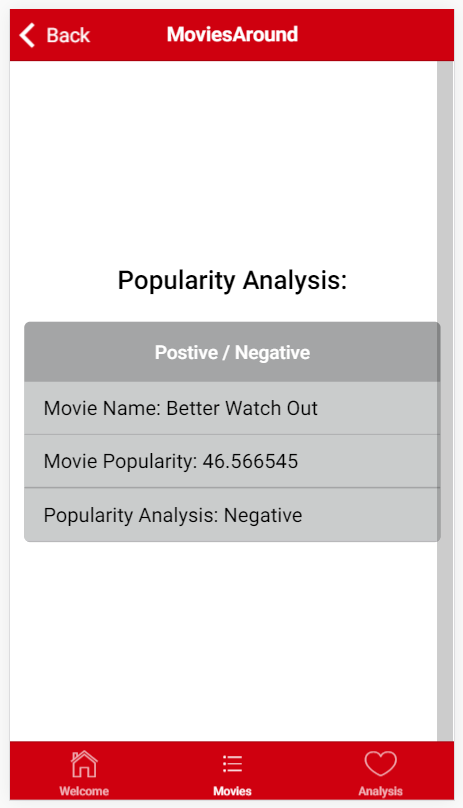 Back
MoviesAround
Popularity Analysis:
Postive / Negative
Movie Name: Better Watch Out
Movie Popularity: 46.566545
Popularity Analysis: Negative
Welcome
Movies
Analysis